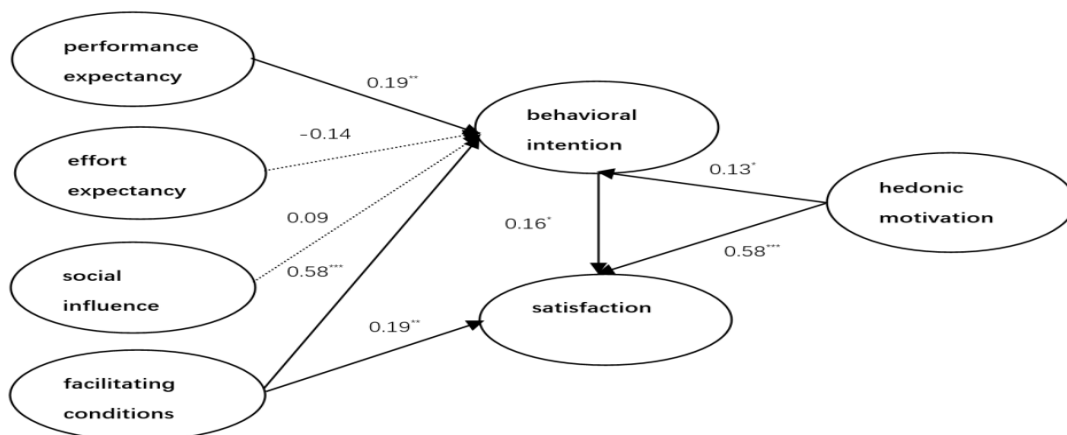 performance
expectancy
0.19**
behavioral
intention
-0.14
effort
expectancy
0.13*
hedonic
motivation
0.09
0.16*
0.58***
social
influence
0.58***
satisfaction
0.19**
facilitating
conditions